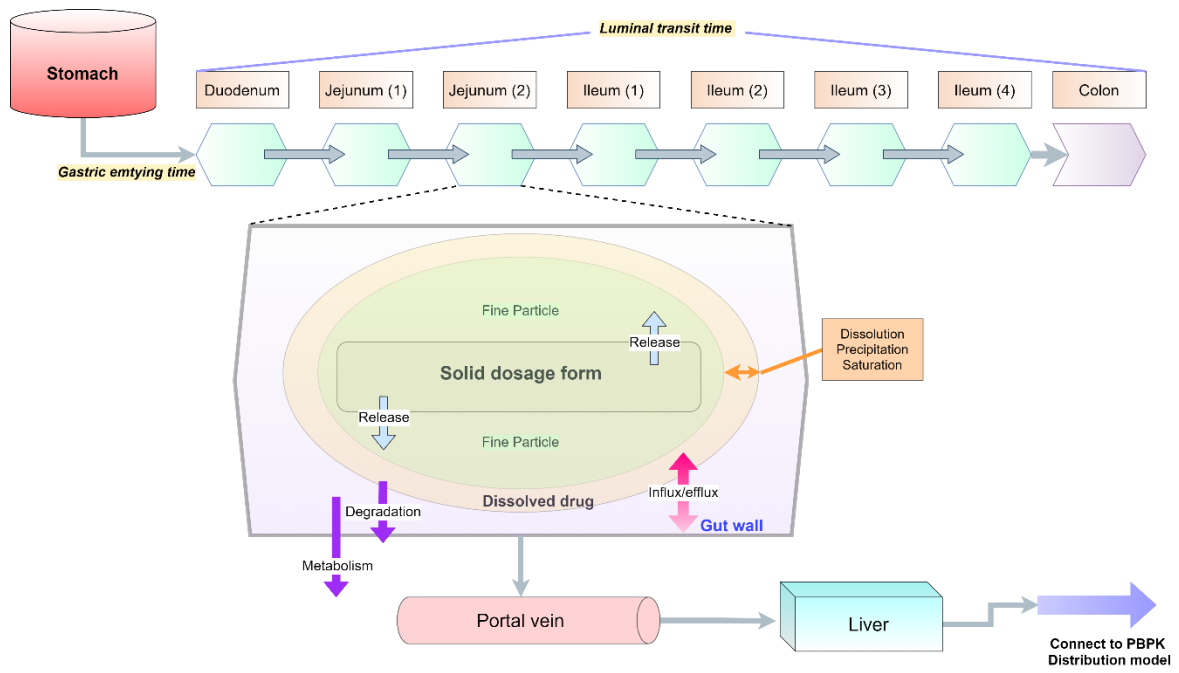 Luminal transit time
Stomach
Duodenum
Jejunum (1)
Jejunum (2)
Ileum (1)
Ileum (2)
Ileum (3)
Ileum (4)
Colon
Gastric emtying time
Fine Particle
Release
Solid dosage form
Release
Fine Particle
Dissolved drug
Dissolution
Precipitation
Saturation
Influx/efflux
Degradation
Gut wall
Metabolism
Portal vein
Liver
Connect to PBPK
Distribution model